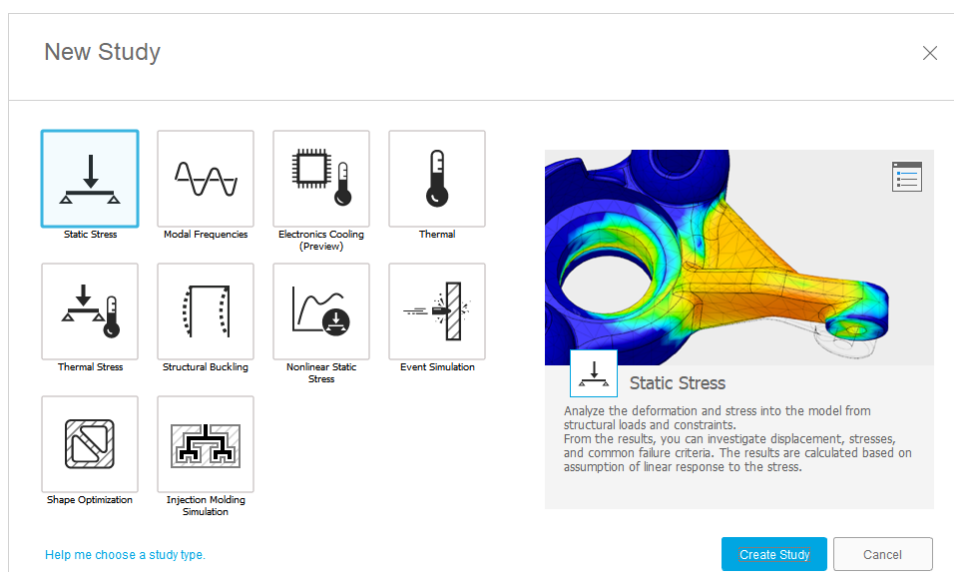 New Study
Static Stress
Modal Frequencies
Electronics Cooling
(Preview)
Thermal
Thermal Stress
Structural Buckling
Nonlinear Static
Stress
Event Simulation
Shape Optimization
Injection Molding
Simulation
Static Stress
Analyze the deformation and stress into the model from
structural loads and constraints.
From the results, you can investigate displacement, stresses,
and common failure criteria. The results are calculated based on
assumption of linear response to the stress.
Help me choose a study type.
Create Study
Cancel